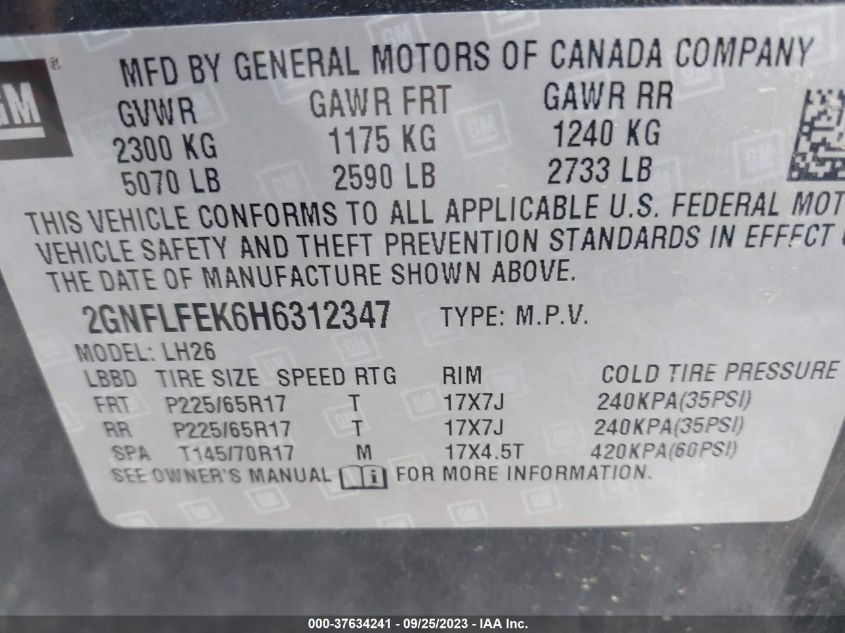 GM ®
MFD BY GENERAL MOTORS OF CANADA COMPANY
GVWR GAWR FRT GAWR RR
2300 KG 1175 KG 1240 KG
5070 LB 2590 LB 2733 LB
THIS VEHICLE CONFORMS TO ALL APPLICABLE U.S. FEDERAL MOT
VEHICLE SAFETY AND THEFT PREVENTION STANDARDS IN EFFECT
THE DATE OF MANUFACTURE SHOWN ABOVE.
2GNFLFEK6H6312347 TYPE: M.P.V.
MODEL: LH26
LBBD TIRE SIZE SPEED RTG RIM COLD TIRE PRESSURE
FRT P225/65R17 T 17X7J 240KPA(35PSI)
RR P225/65R17 T 17X7J 240KPA(35PSI)
SPA T145/70R17 M 17X4.5T 420KPA(60PSI)
SEE OWNER'S MANUAL i FOR MORE INFORMATION.
000-37634241 - 09/25/2023 - IAA Inc.